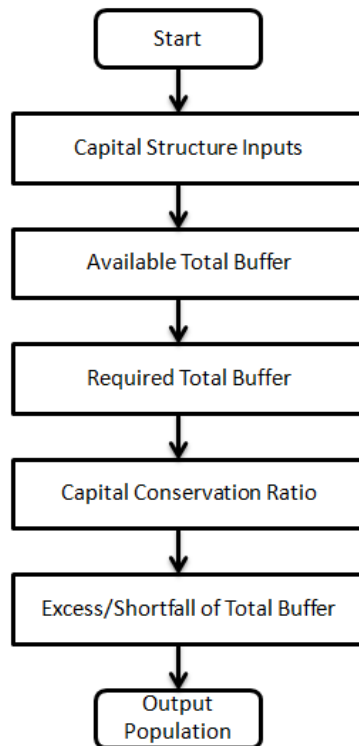 Start
Capital Structure Inputs
Available Total Buffer
Required Total Buffer
Capital Conservation Ratio
Excess/Shortfall of Total Buffer
Output
Population